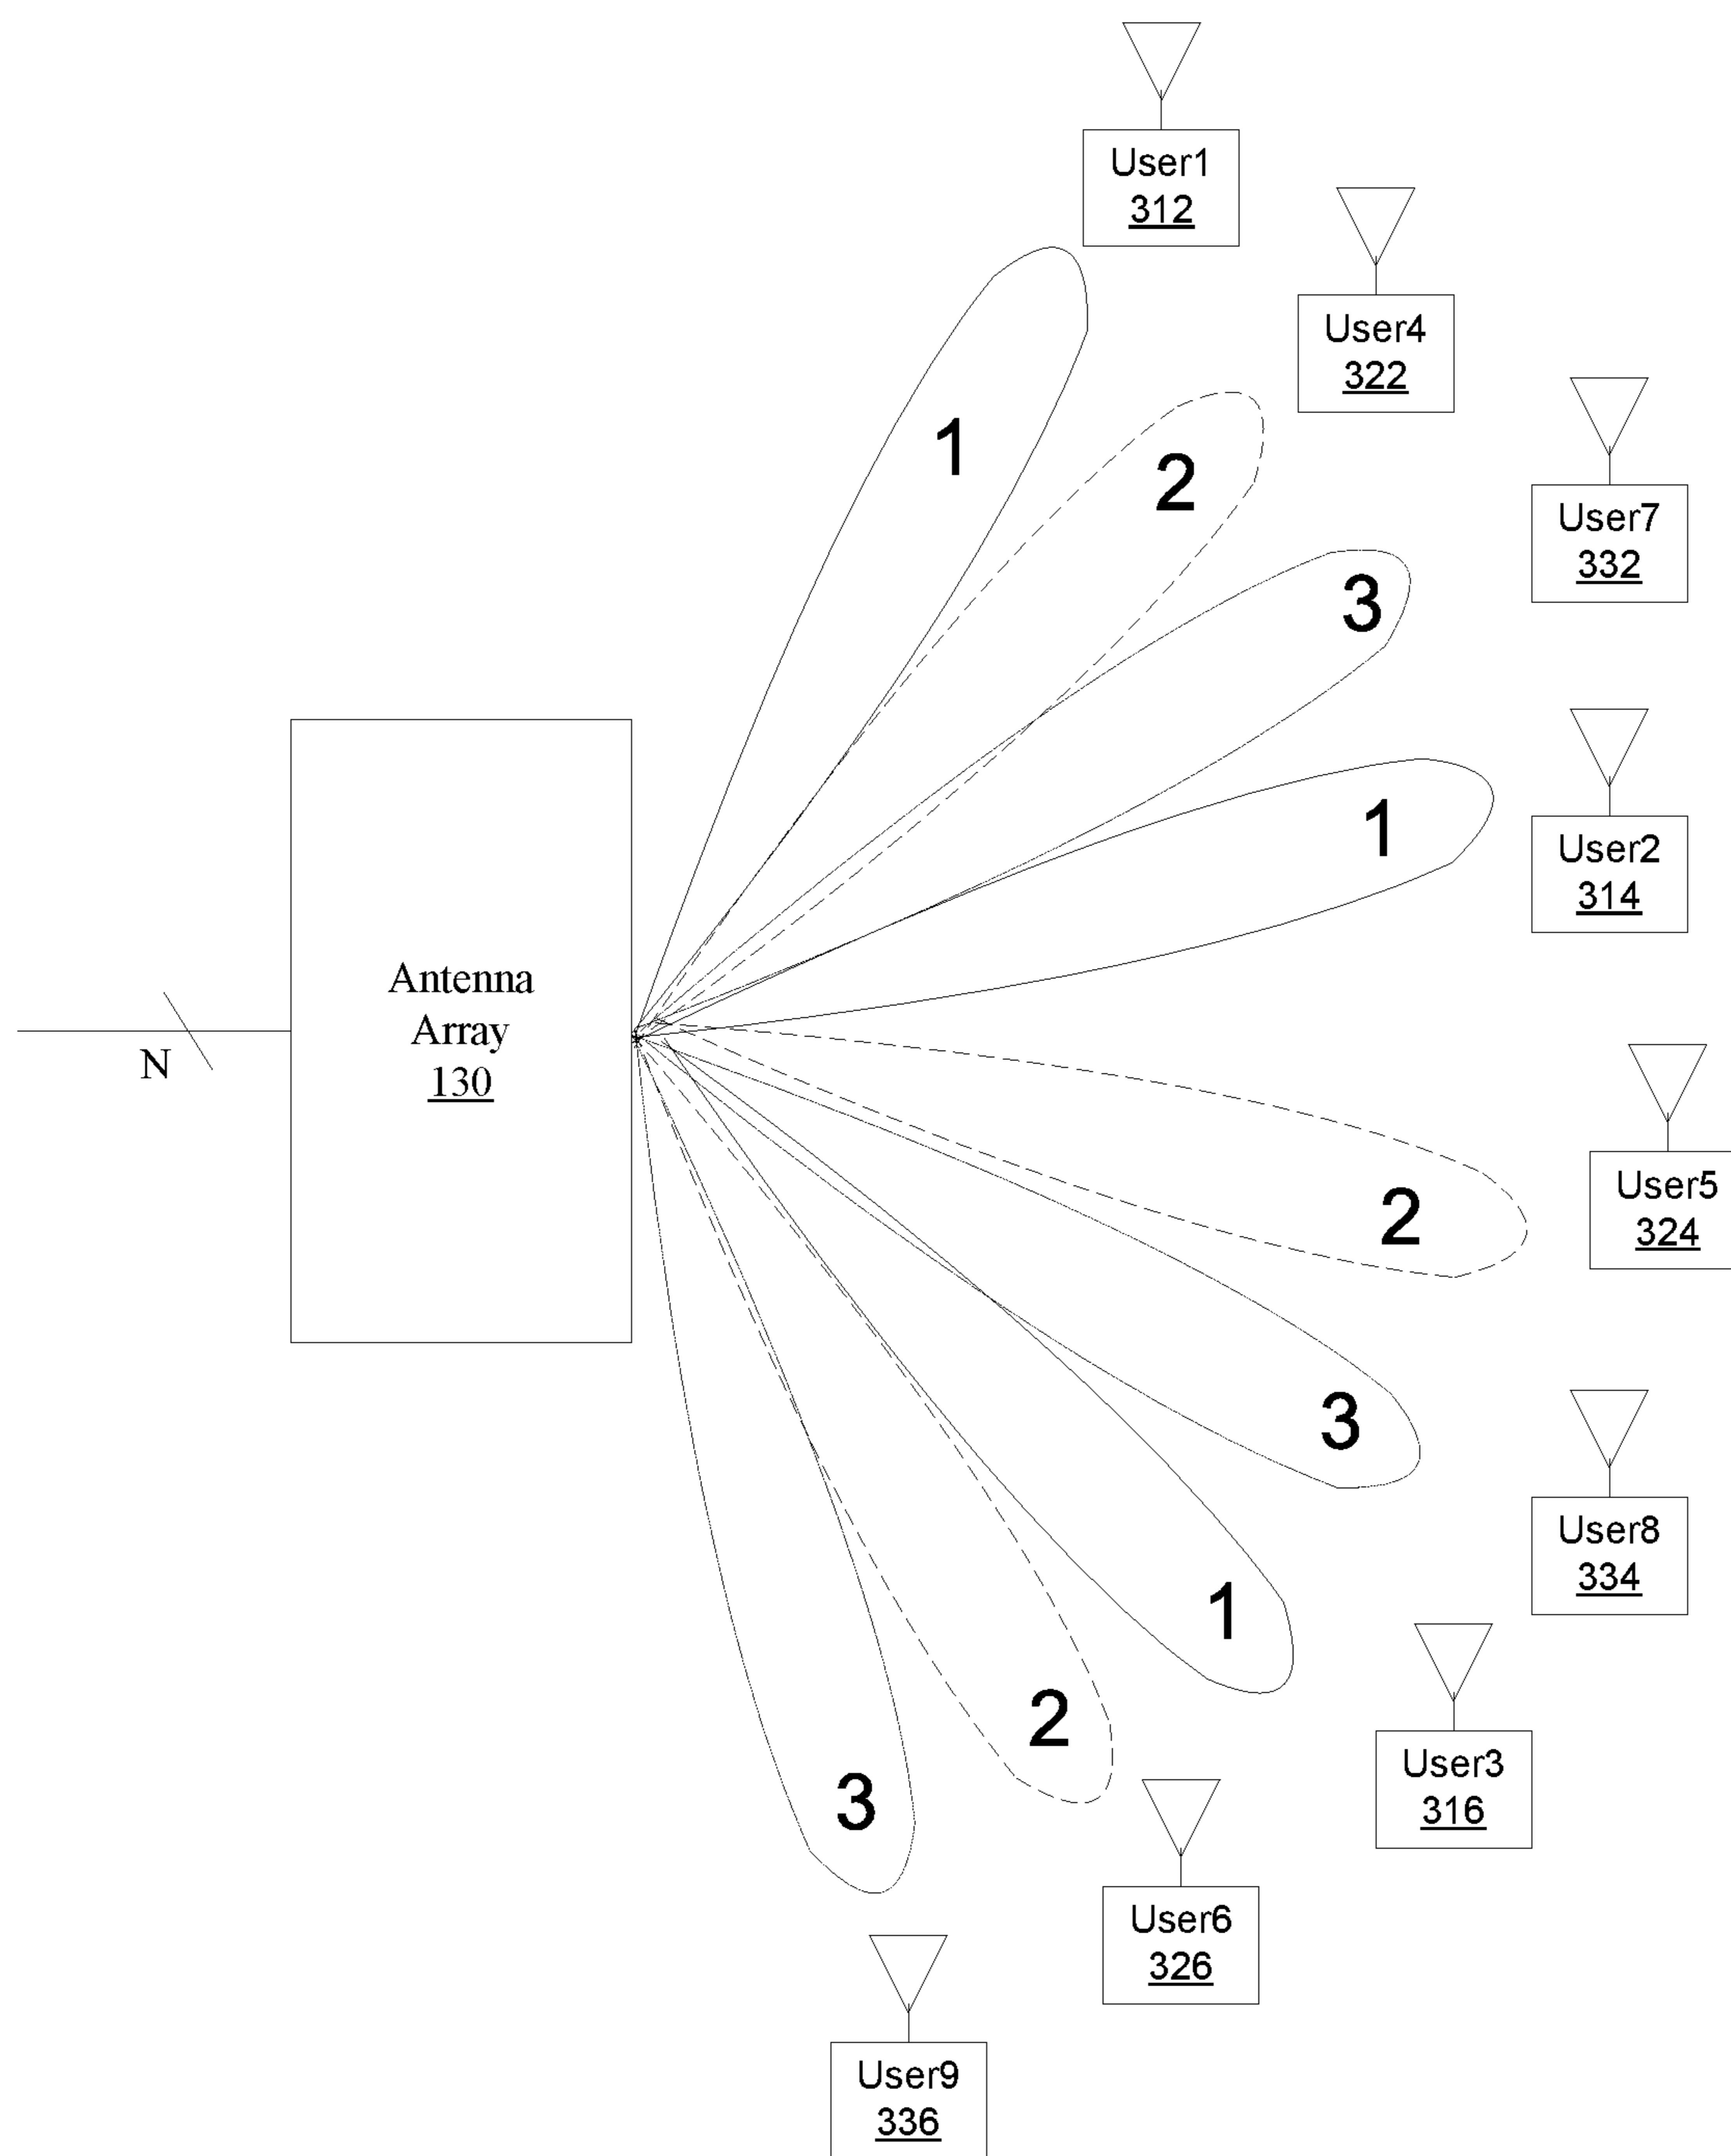 User1
312
User4
322
1
2
User7
332
3
1
User2
314
Antenna
Array
130
N
2
User5
324
3
User8
334
1
2
User3
316
3
User6
326
User9
336